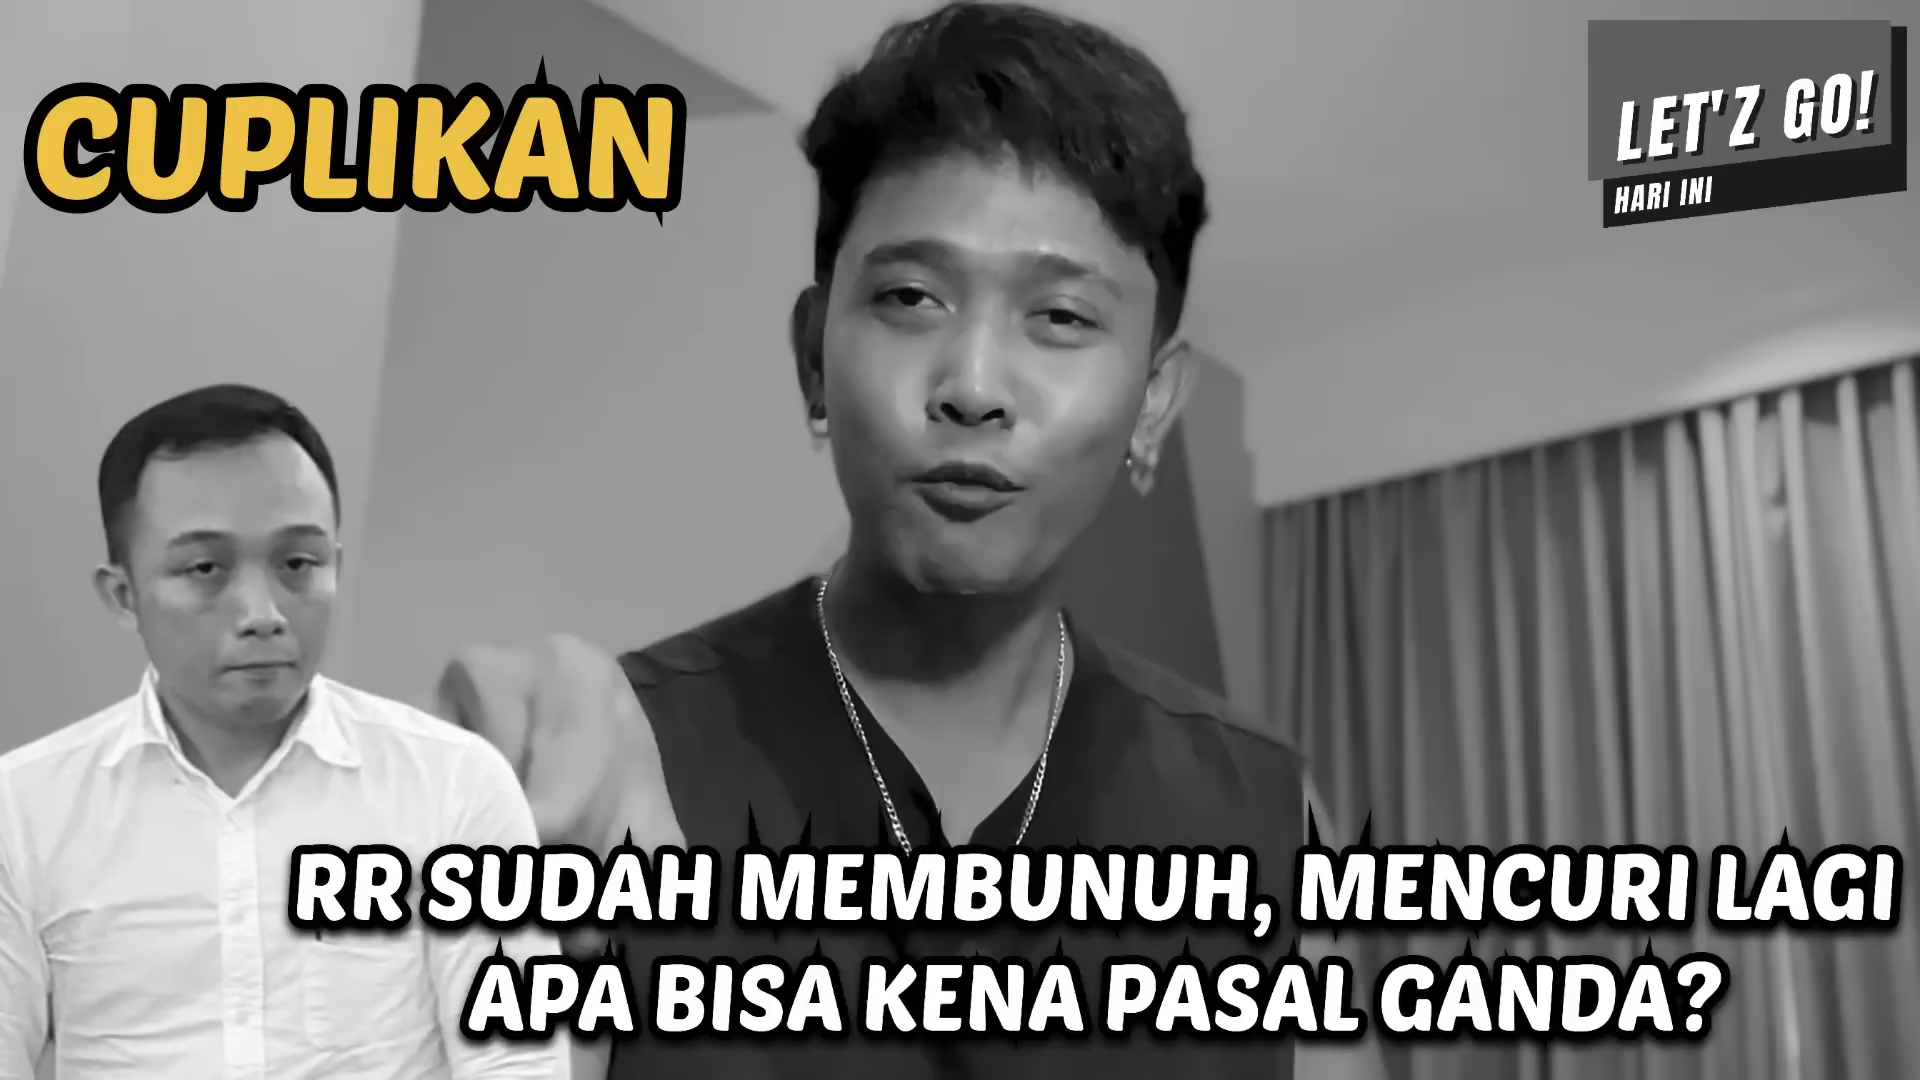 CUPLIKAN
LET'Z GO!
HARI INI
RR SUDAH MEMBUNUH, MENCURI LAGI
APA BISA KENA PASAL GANDA?